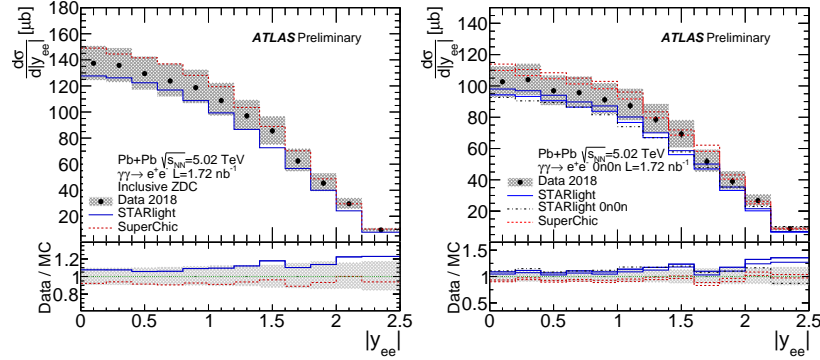 dσ/d|y_ee| [μb]
180
160
140
120
100
80
60
40
20
ATLAS Preliminary
Pb+Pb √s_NN=5.02 TeV
γγ→ e⁺e⁻ L=1.72 nb⁻¹
Inclusive ZDC
Data 2018
STARlight
SuperChic
Data / MC
1.2
1
0.8
0 0.5 1 1.5 2 2.5
|y_ee|
dσ/d|y_ee| [μb]
140
120
100
80
60
40
20
ATLAS Preliminary
Pb+Pb √s_NN=5.02 TeV
γγ→ e⁺e⁻ 0n0n L=1.72 nb⁻¹
Data 2018
STARlight
STARlight 0n0n
SuperChic
Data / MC
1.5
1
0.5
0 0.5 1 1.5 2 2.5
|y_ee|